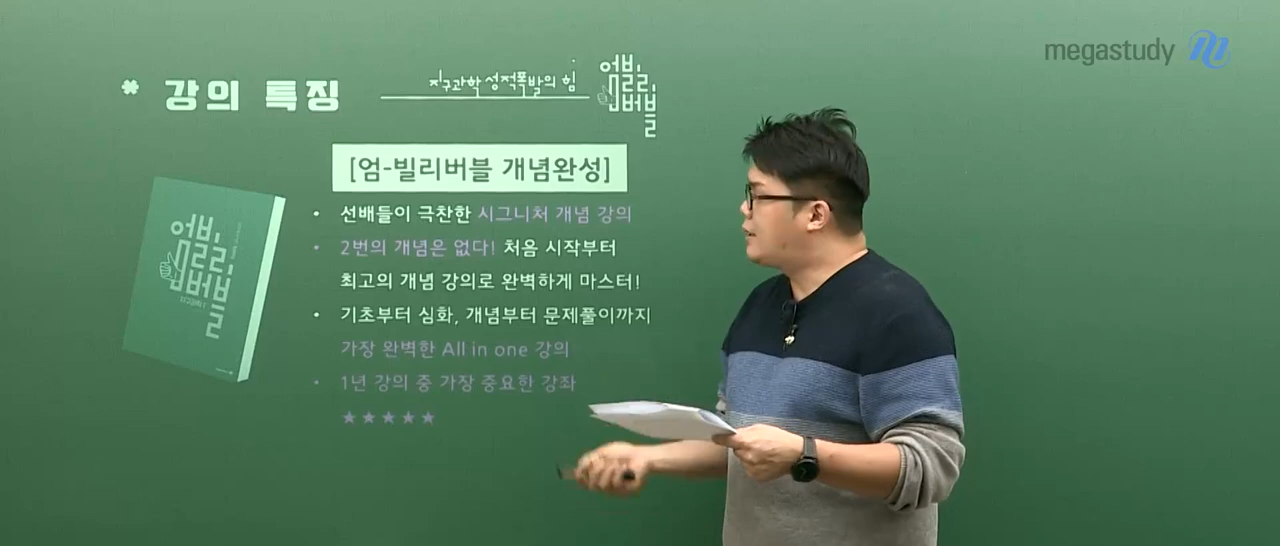 megastudy
* 강의 특징
지구과학 성적폭발의 힘
엄빌리버블
[엄-빌리버블 개념완성]
• 선배들이 극찬한 시그니처 개념 강의
• 2번의 개념은 없다! 처음 시작부터
최고의 개념 강의로 완벽하게 마스터!
• 기초부터 심화, 개념부터 문제풀이까지
가장 완벽한 All in one 강의
• 1년 강의 중 가장 중요한 강좌
★★★★★
엄빌리버블